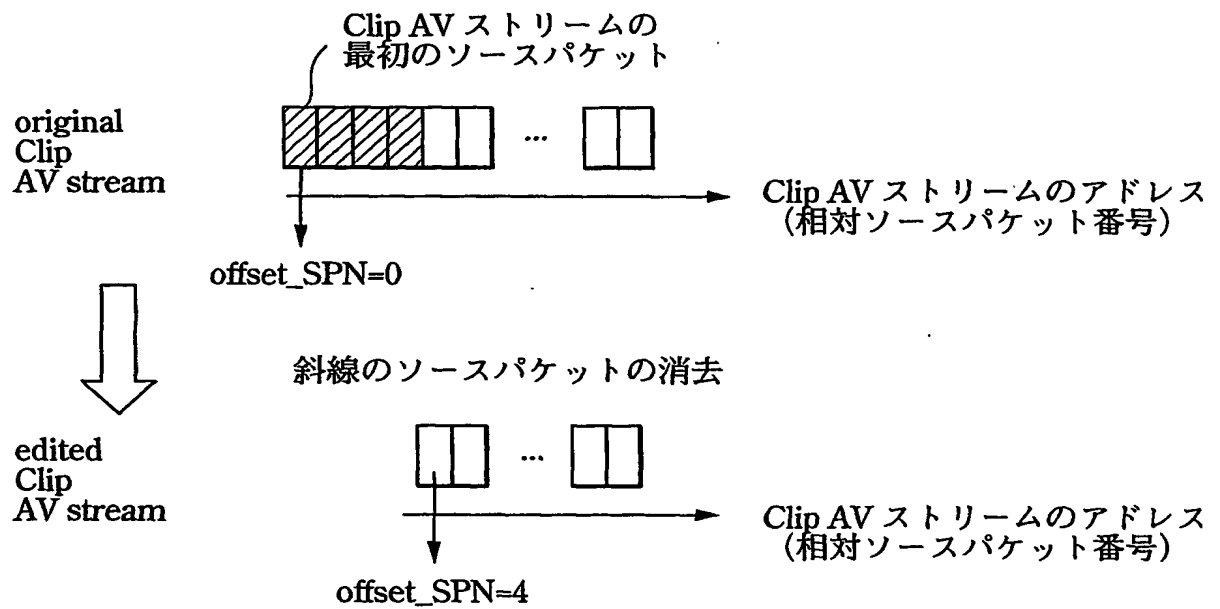 Clip AV ストリームの
最初のソースパケット
original
Clip
AV stream
...
Clip AV ストリームのアドレス
(相対ソースパケット番号)
offset_SPN=0
斜線のソースパケットの消去
edited
Clip
AV stream
...
Clip AV ストリームのアドレス
(相対ソースパケット番号)
offset_SPN=4